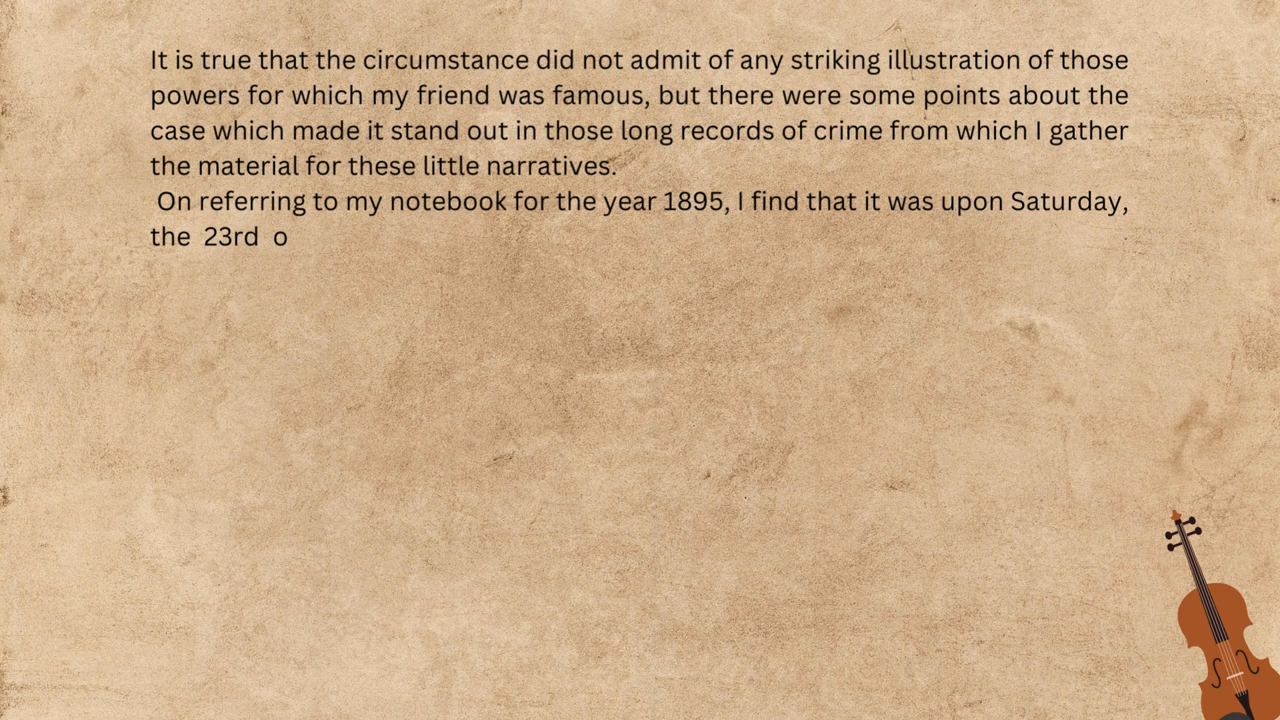 It is true that the circumstance did not admit of any striking illustration of those
powers for which my friend was famous, but there were some points about the
case which made it stand out in those long records of crime from which I gather
the material for these little narratives.
On referring to my notebook for the year 1895, I find that it was upon Saturday,
the 23rd o